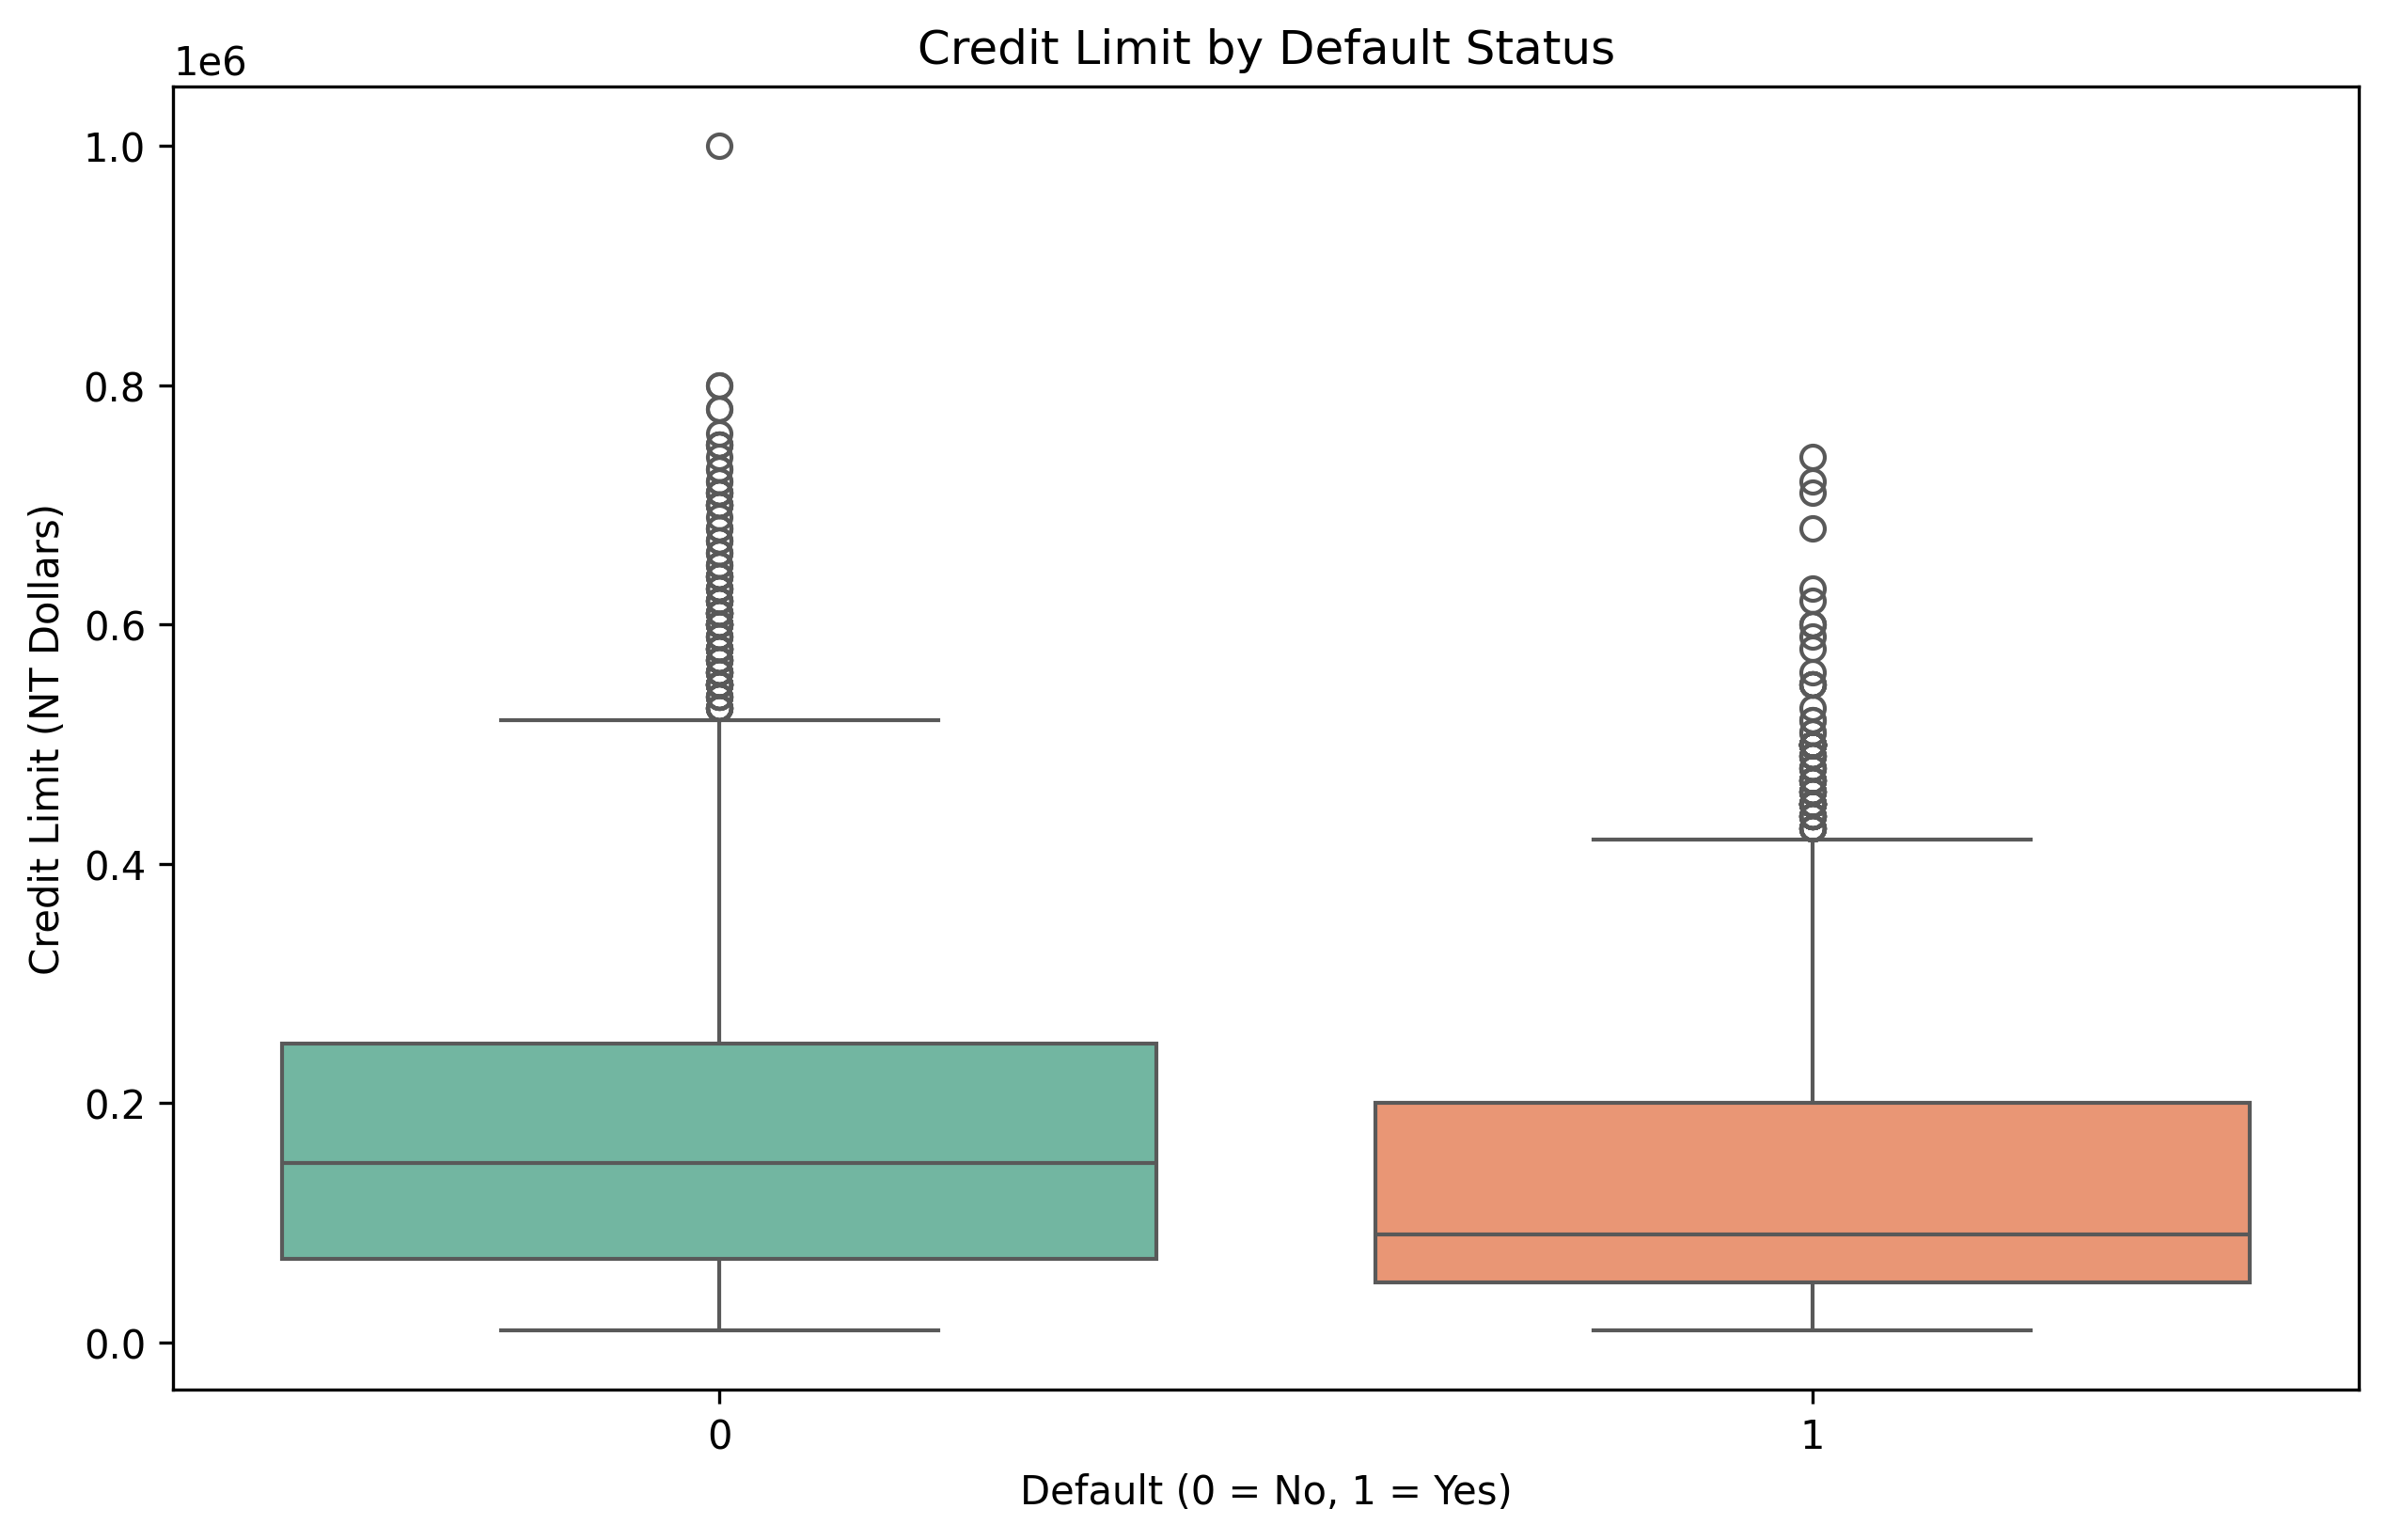 Credit Limit by Default Status
1e6
1.0
0.8
0.6
0.4
0.2
0.0
Credit Limit (NT Dollars)
0
1
Default (0 = No, 1 = Yes)